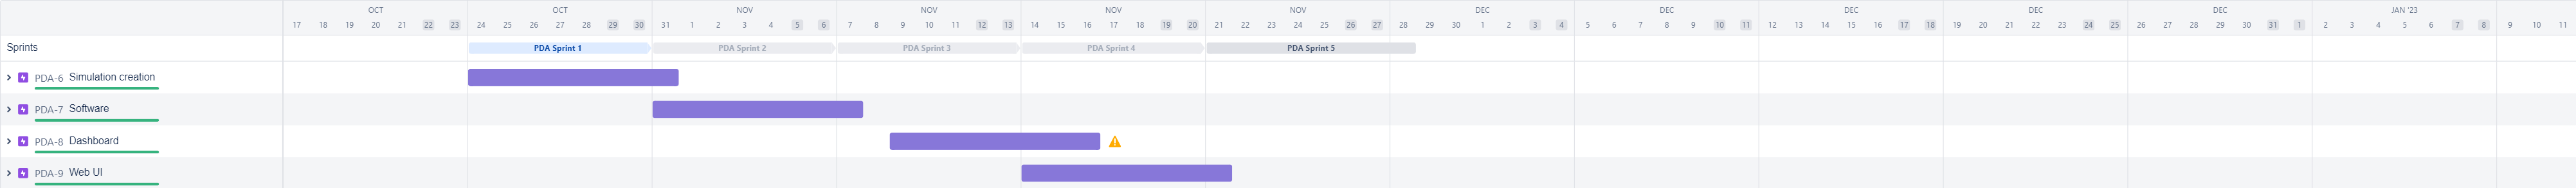 OCT OCT NOV NOV NOV NOV DEC DEC DEC DEC DEC JAN '23
17 18 19 20 21 22 23 24 25 26 27 28 29 30 31 1 2 3 4 5 6 7 8 9 10 11 12 13 14 15 16 17 18 19 20 21 22 23 24 25 26 27 28 29 30 1 2 3 4 5 6 7 8 9 10 11 12 13 14 15 16 17 18 19 20 21 22 23 24 25 26 27 28 29 30 31 1 2 3 4 5 6 7 8 9 10 11
Sprints PDA Sprint 1 PDA Sprint 2 PDA Sprint 3 PDA Sprint 4 PDA Sprint 5
PDA-6 Simulation creation
PDA-7 Software
PDA-8 Dashboard
PDA-9 Web UI